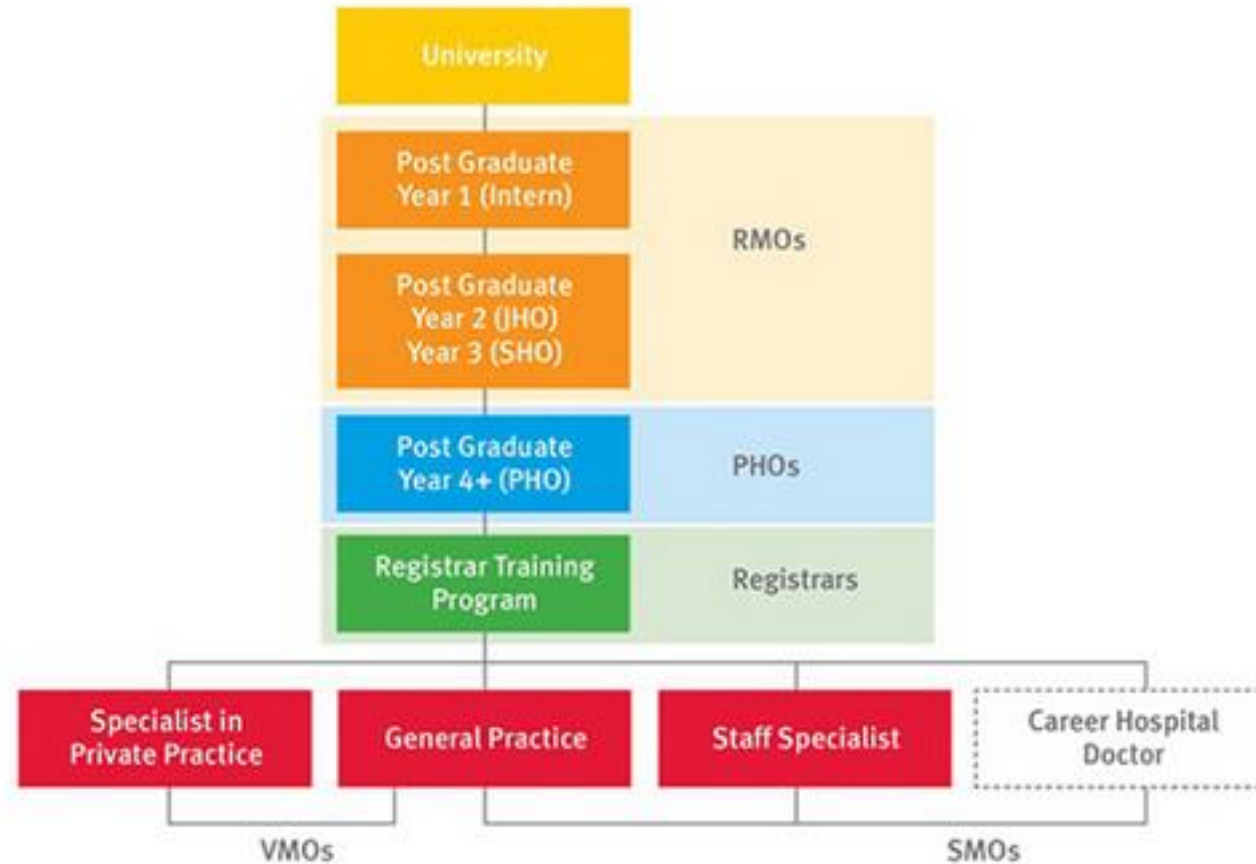 University
Post Graduate
Year 1 (Intern)
RMOs
Post Graduate
Year 2 (JHO)
Year 3 (SHO)
Post Graduate
Year 4+ (PHO)
PHOs
Registrar Training
Program
Registrars
Specialist in
Private Practice
General Practice
Staff Specialist
Career Hospital
Doctor
VMOs
SMOs